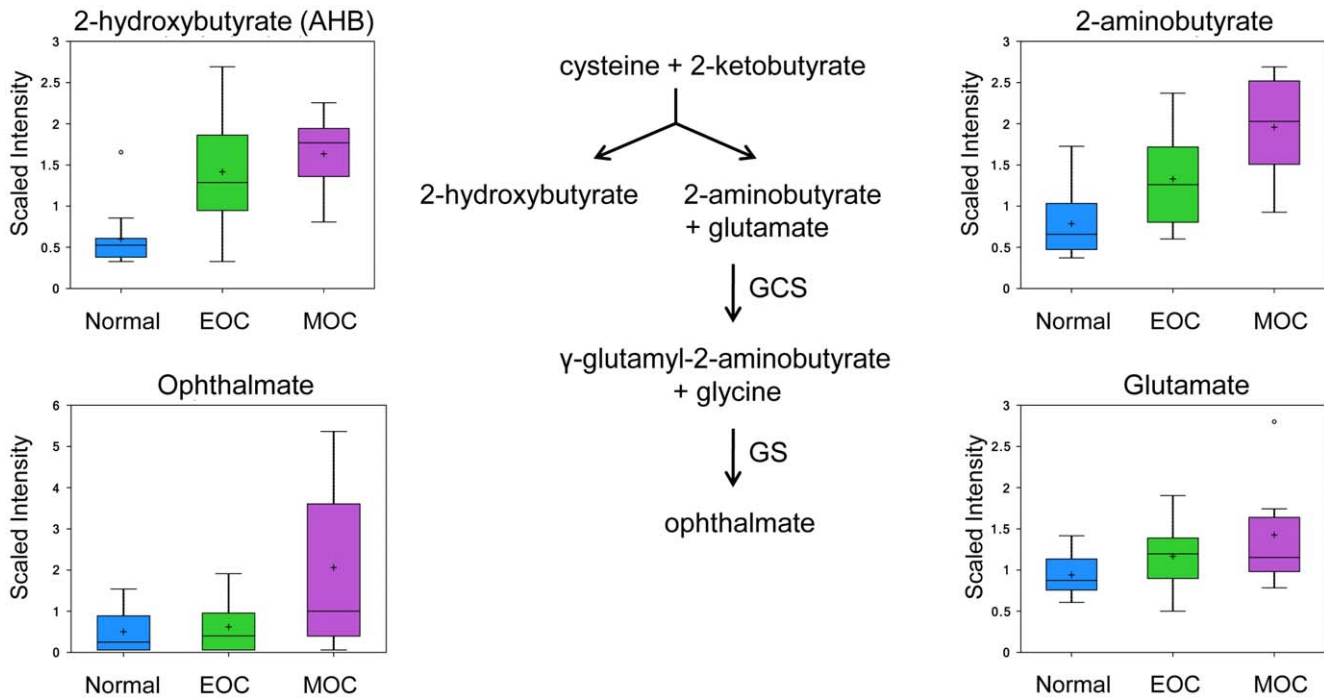 2-hydroxybutyrate (AHB)
3
2.5
2
1.5
1
0.5
0
Scaled Intensity
Normal EOC MOC
cysteine + 2-ketobutyrate
2-hydroxybutyrate
2-aminobutyrate
+ glutamate
GCS
γ-glutamyl-2-aminobutyrate
+ glycine
GS
ophthalmate
2-aminobutyrate
3
2.5
2
1.5
1
0.5
0
Scaled Intensity
Normal EOC MOC
Ophthalmate
6
5
4
3
2
1
0
Scaled Intensity
Normal EOC MOC
Glutamate
3
2.5
2
1.5
1
0.5
0
Scaled Intensity
Normal EOC MOC